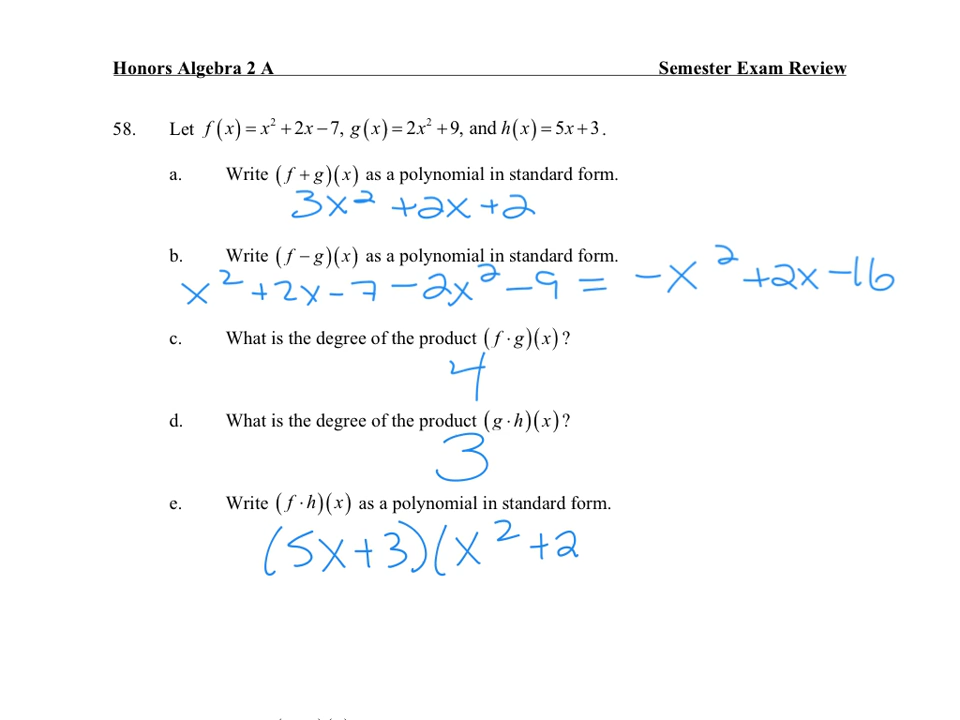 Honors Algebra 2 A Semester Exam Review
58. Let f(x) = x² + 2x − 7, g(x) = 2x² + 9, and h(x) = 5x + 3.
a. Write (f + g)(x) as a polynomial in standard form.
3x² + 2x + 2
b. Write (f − g)(x) as a polynomial in standard form.
x² + 2x − 7 − 2x² − 9 = −x² + 2x − 16
c. What is the degree of the product (f · g)(x)?
4
d. What is the degree of the product (g · h)(x)?
3
e. Write (f · h)(x) as a polynomial in standard form.
(5x + 3)(x² + 2